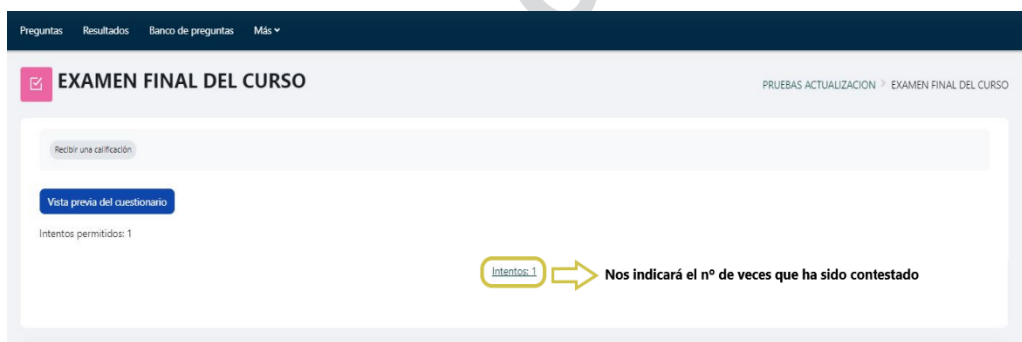 Preguntas Resultados Banco de preguntas Más
EXAMEN FINAL DEL CURSO
PRUEBAS ACTUALIZACION > EXAMEN FINAL DEL CURSO
Recibir una calificación
Vista previa del cuestionario
Intentos permitidos: 1
Intentos: 1 Nos indicará el nº de veces que ha sido contestado